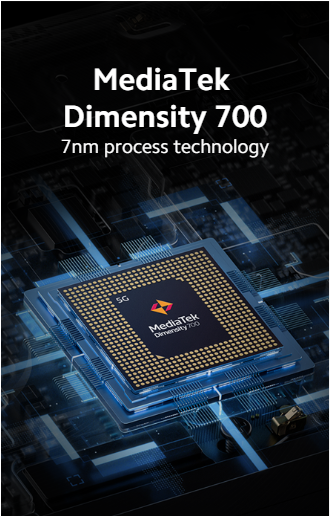 MediaTek
Dimensity 700
7nm process technology
5G
MediaTek
Dimensity 700